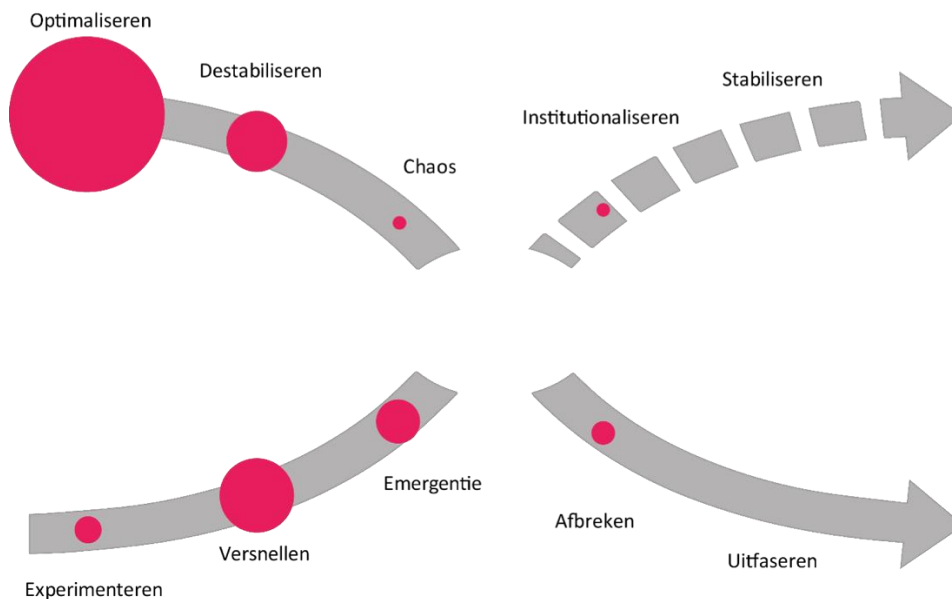 Optimaliseren
Destabiliseren
Chaos
Institutionaliseren
Stabiliseren
Experimenteren
Versnellen
Emergentie
Afbreken
Uitfaseren